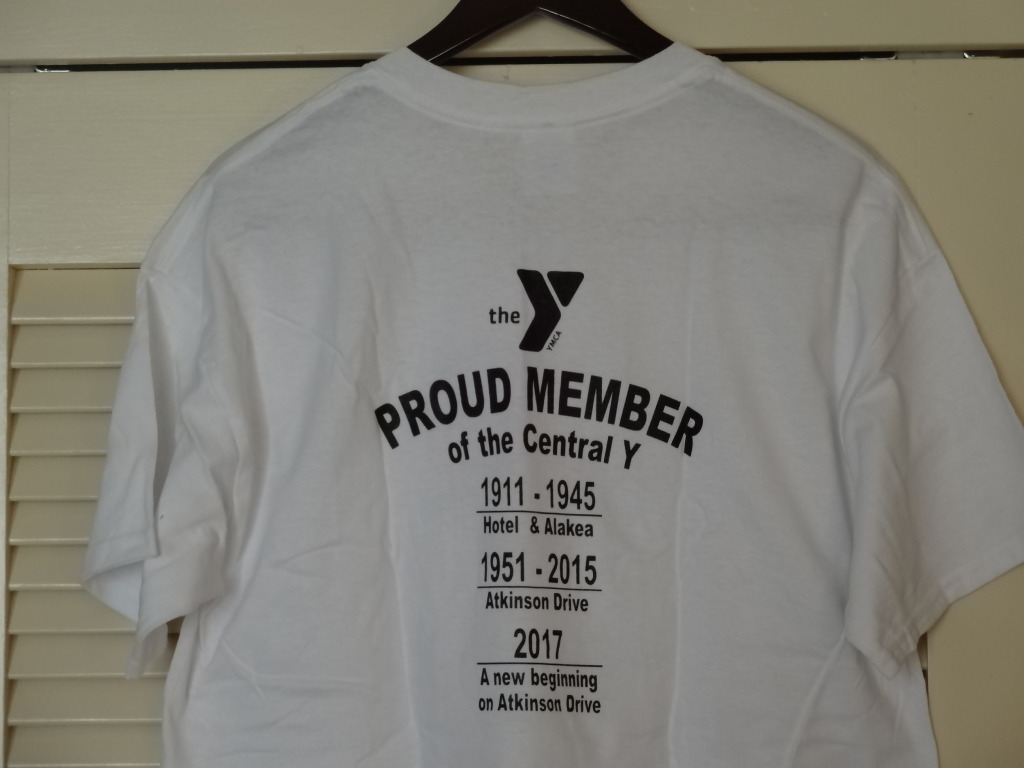 the Y
YMCA
PROUD MEMBER
of the Central Y
1911 - 1945
Hotel & Alakea
1951 - 2015
Atkinson Drive
2017
A new beginning
on Atkinson Drive